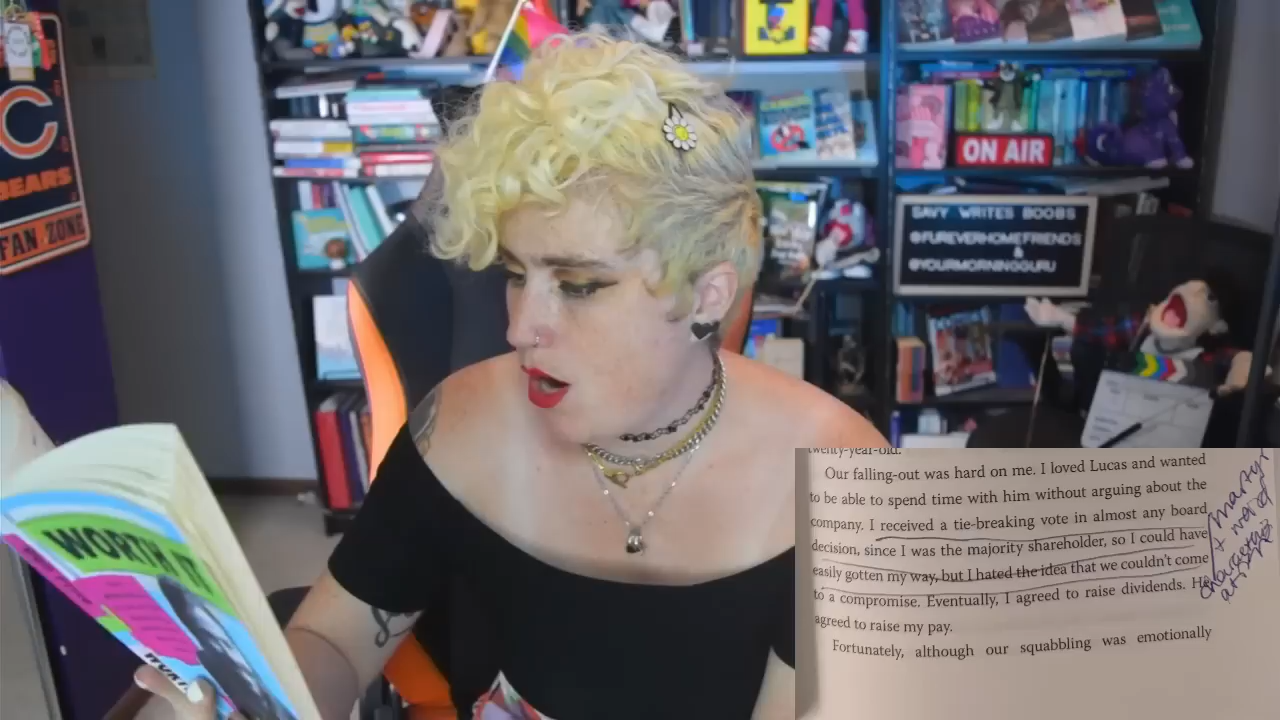 BEARS
FAN ZONE
ON AIR
SAVY WRITES BOOBS
@FUREVERHOMEFRIENDS
&
@YOURMORNINGGURU
WORTH IT
twenty-year-old.
Our falling-out was hard on me. I loved Lucas and wanted
to be able to spend time with him without arguing about the
company. I received a tie-breaking vote in almost any board
decision, since I was the majority shareholder, so I could have
easily gotten my way, but I hated the idea that we couldn't come
to a compromise. Eventually, I agreed to raise dividends. He
agreed to raise my pay.
Fortunately, although our squabbling was emotionally
martyr